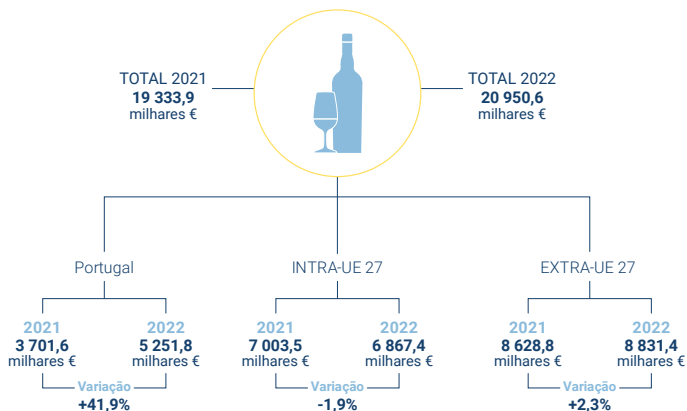 TOTAL 2021
19 333,9
milhares €
TOTAL 2022
20 950,6
milhares €
Portugal
2021
3 701,6
milhares €
2022
5 251,8
milhares €
Variação
+41,9%
INTRA-UE 27
2021
7 003,5
milhares €
2022
6 867,4
milhares €
Variação
-1,9%
EXTRA-UE 27
2021
8 628,8
milhares €
2022
8 831,4
milhares €
Variação
+2,3%